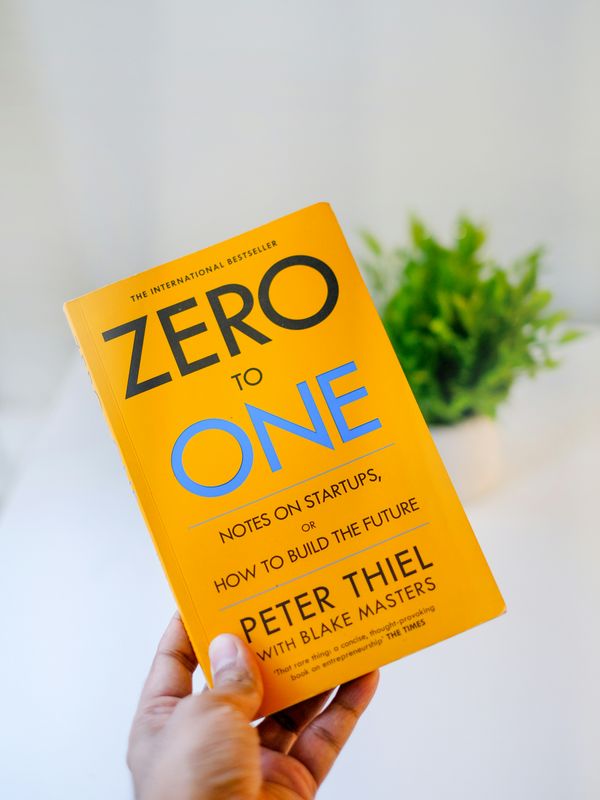 THE INTERNATIONAL BESTSELLER
ZERO
TO
ONE
NOTES ON STARTUPS,
OR
HOW TO BUILD THE FUTURE
PETER THIEL
WITH BLAKE MASTERS
'That rare thing: a concise, thought-provoking
book on entrepreneurship' THE TIMES